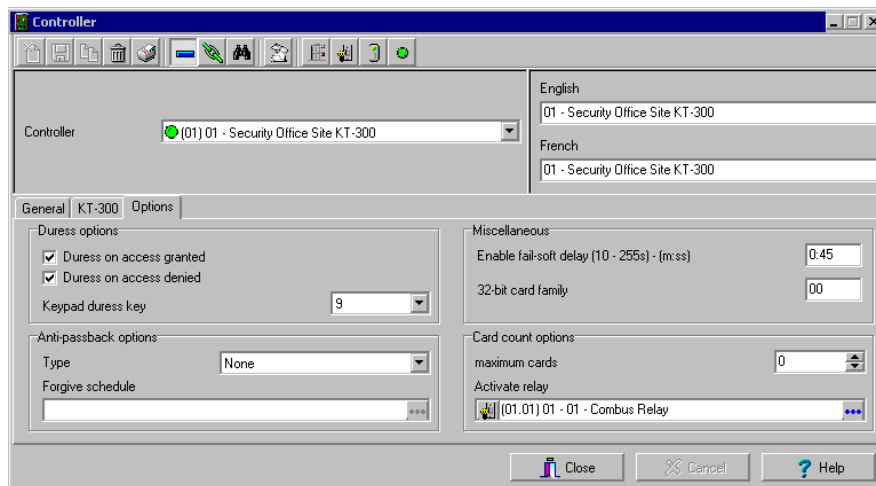 Controller
English
01 - Security Office Site KT-300
Controller
(01) 01 - Security Office Site KT-300
French
01 - Security Office Site KT-300
General KT-300 Options
Duress options
Duress on access granted
Duress on access denied
Keypad duress key 9
Miscellaneous
Enable fail-soft delay (10 - 255s) - (m:ss) 0:45
32-bit card family 00
Anti-passback options
Type None
Forgive schedule
Card count options
maximum cards 0
Activate relay
(01.01) 01 - 01 - Combus Relay
Close Cancel Help